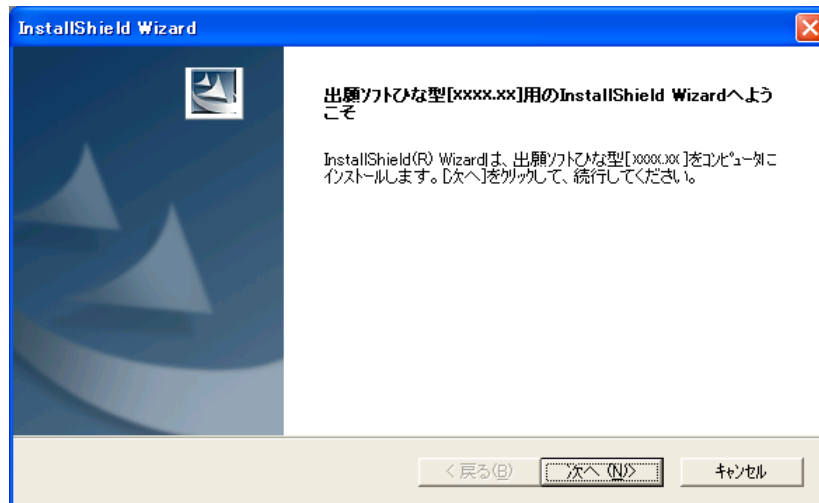 InstallShield Wizard
出願ソフトひな型[xxxx.xx]用のInstallShield Wizardへよう
こそ
InstallShield(R) Wizardは、出願ソフトひな型[xxxx.xx]をコンピュータに
インストールします。[次へ]をクリックして、続行してください。
< 戻る(B)
次へ (N)>
キャンセル